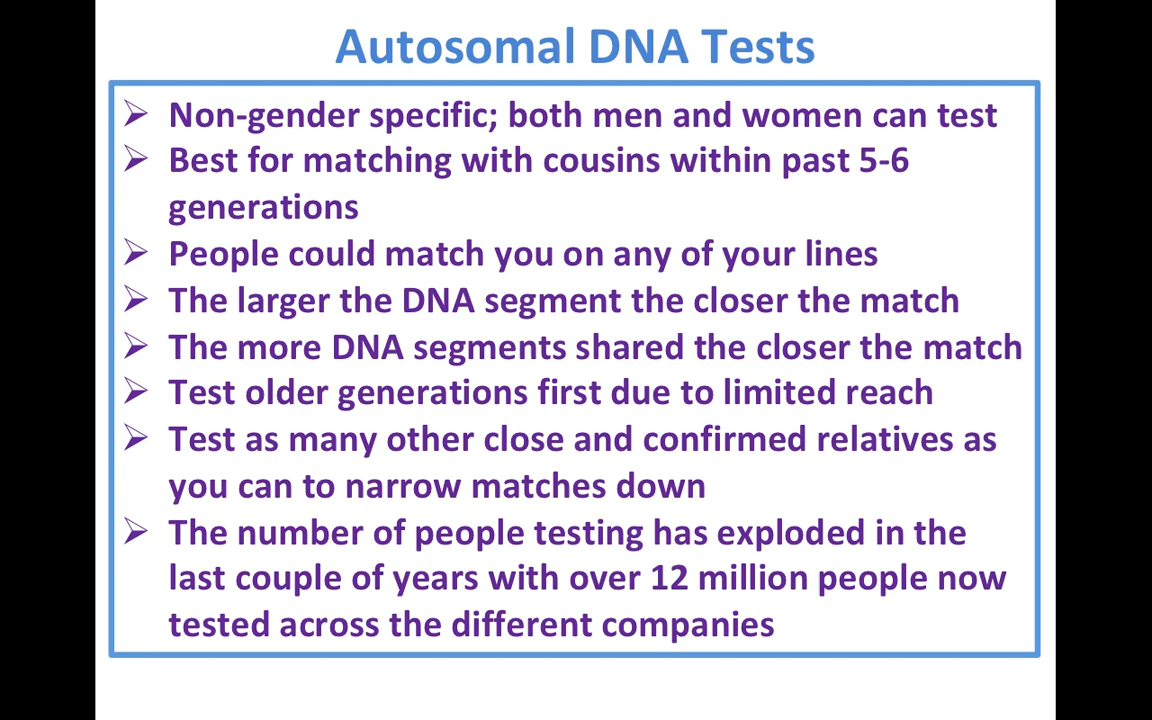 Autosomal DNA Tests
➢ Non-gender specific; both men and women can test
➢ Best for matching with cousins within past 5-6
generations
➢ People could match you on any of your lines
➢ The larger the DNA segment the closer the match
➢ The more DNA segments shared the closer the match
➢ Test older generations first due to limited reach
➢ Test as many other close and confirmed relatives as
you can to narrow matches down
➢ The number of people testing has exploded in the
last couple of years with over 12 million people now
tested across the different companies